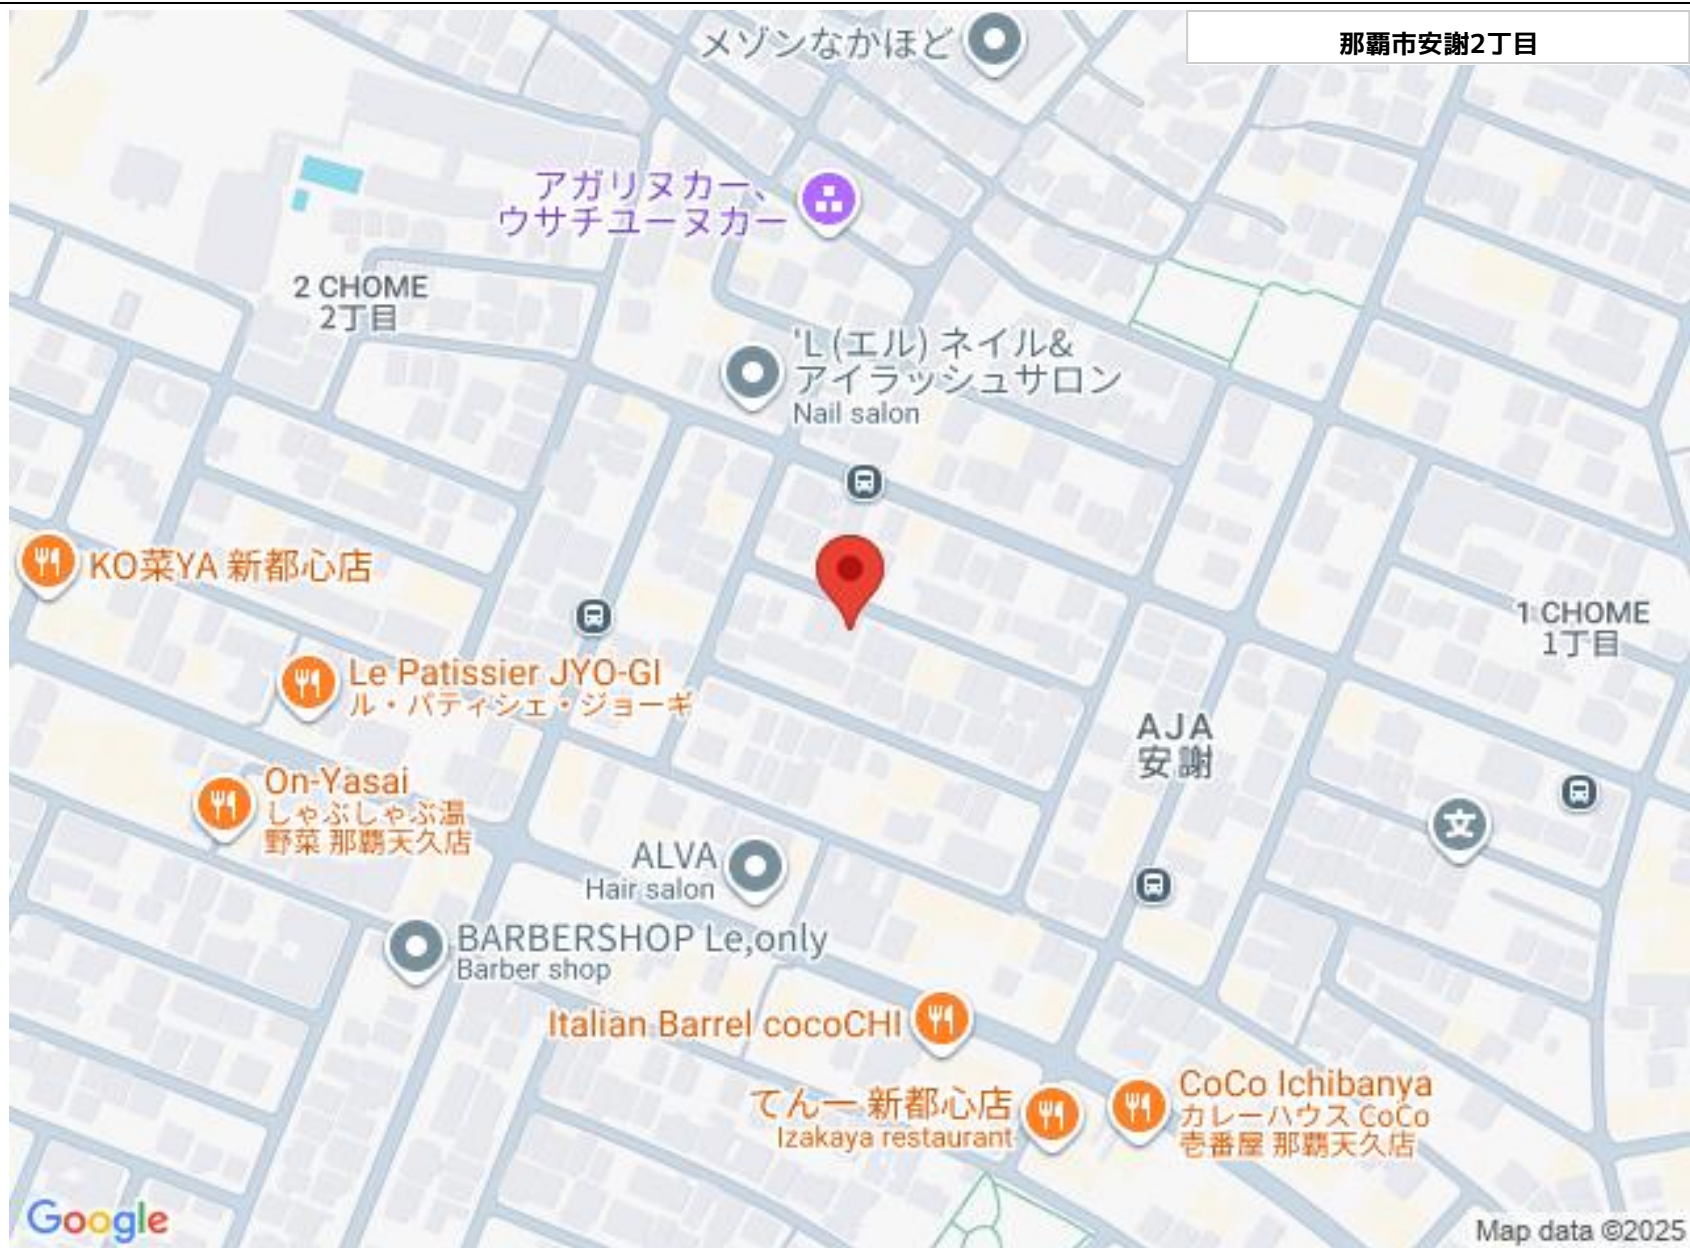 那覇市安謝2丁目
メゾンなかほど
アガリヌカー、
ウサチユーヌカー
2 CHOME
2丁目
'L (エル) ネイル&
アイラッシュサロン
Nail salon
KO菜YA 新都心店
1 CHOME
1丁目
Le Patissier JYO-GI
ル・パティシェ・ジョーギ
AJA
安謝
On-Yasai
しゃぶしゃぶ温
野菜 那覇天久店
文
ALVA
Hair salon
BARBERSHOP Le,only
Barber shop
Italian Barrel cocoCHI
てん一 新都心店
Izakaya restaurant
CoCo Ichibanya
カレーハウス CoCo
壱番屋 那覇天久店
Google
Map data ©2025